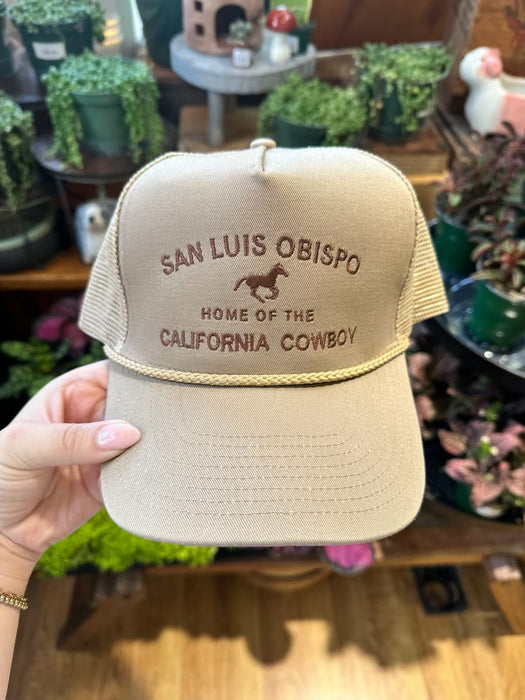 SAN LUIS OBISPO
HOME OF THE
CALIFORNIA COWBOY